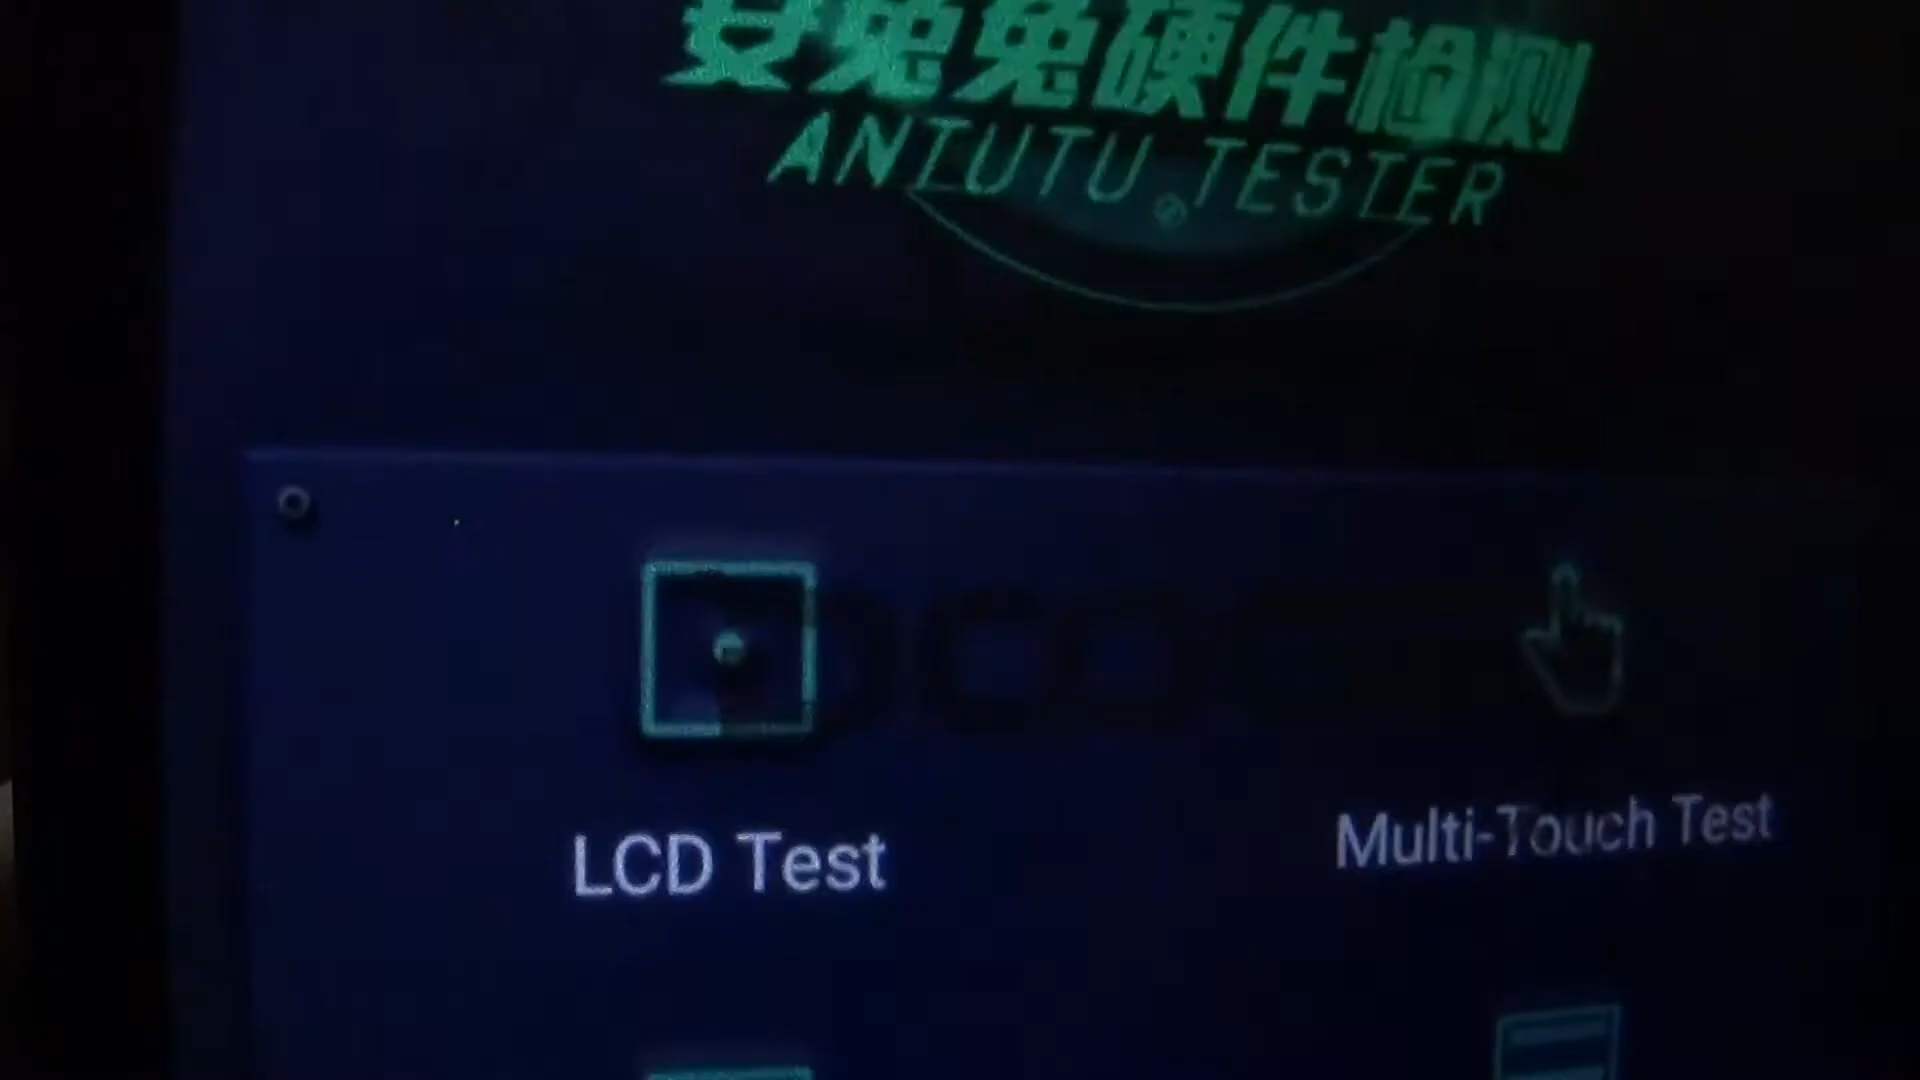 安兔兔硬件检测
ANTUTU TESTER
LCD Test
Multi-Touch Test